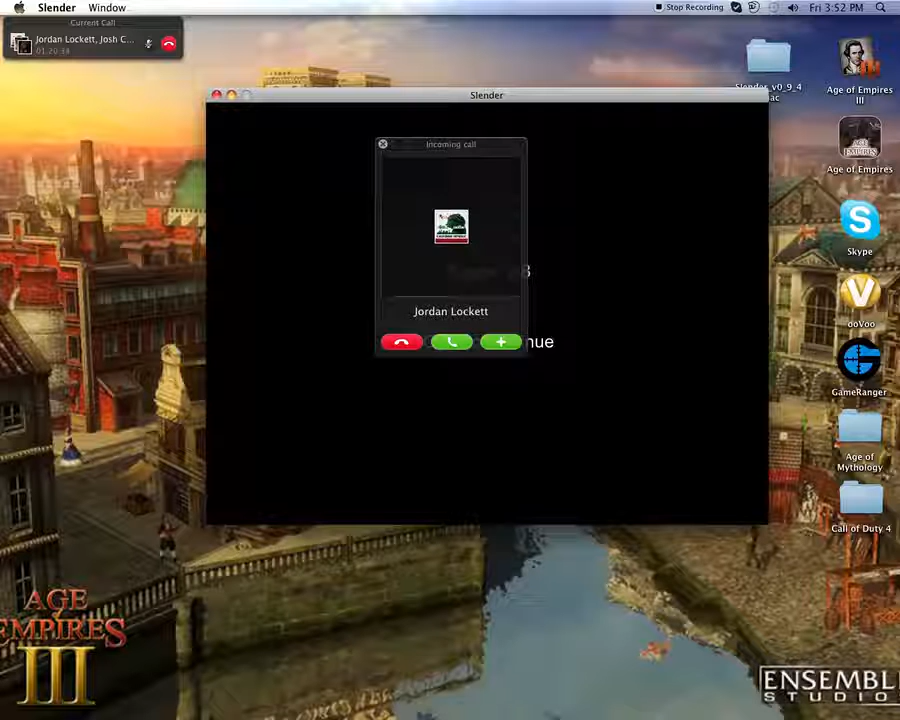 Slender Window
Stop Recording
Fri 3:52 PM
Current Call
Jordan Lockett, Josh C...
01:20:38
Slender
Slender_v0_9_4
ac
Age of Empires
III
Incoming call
Age of Empires
Skype
Jordan Lockett
nue
ooVoo
GameRanger
Age of
Mythology
Call of Duty 4
AGE
EMPIRES
III
ENSEMBL
STUDIO